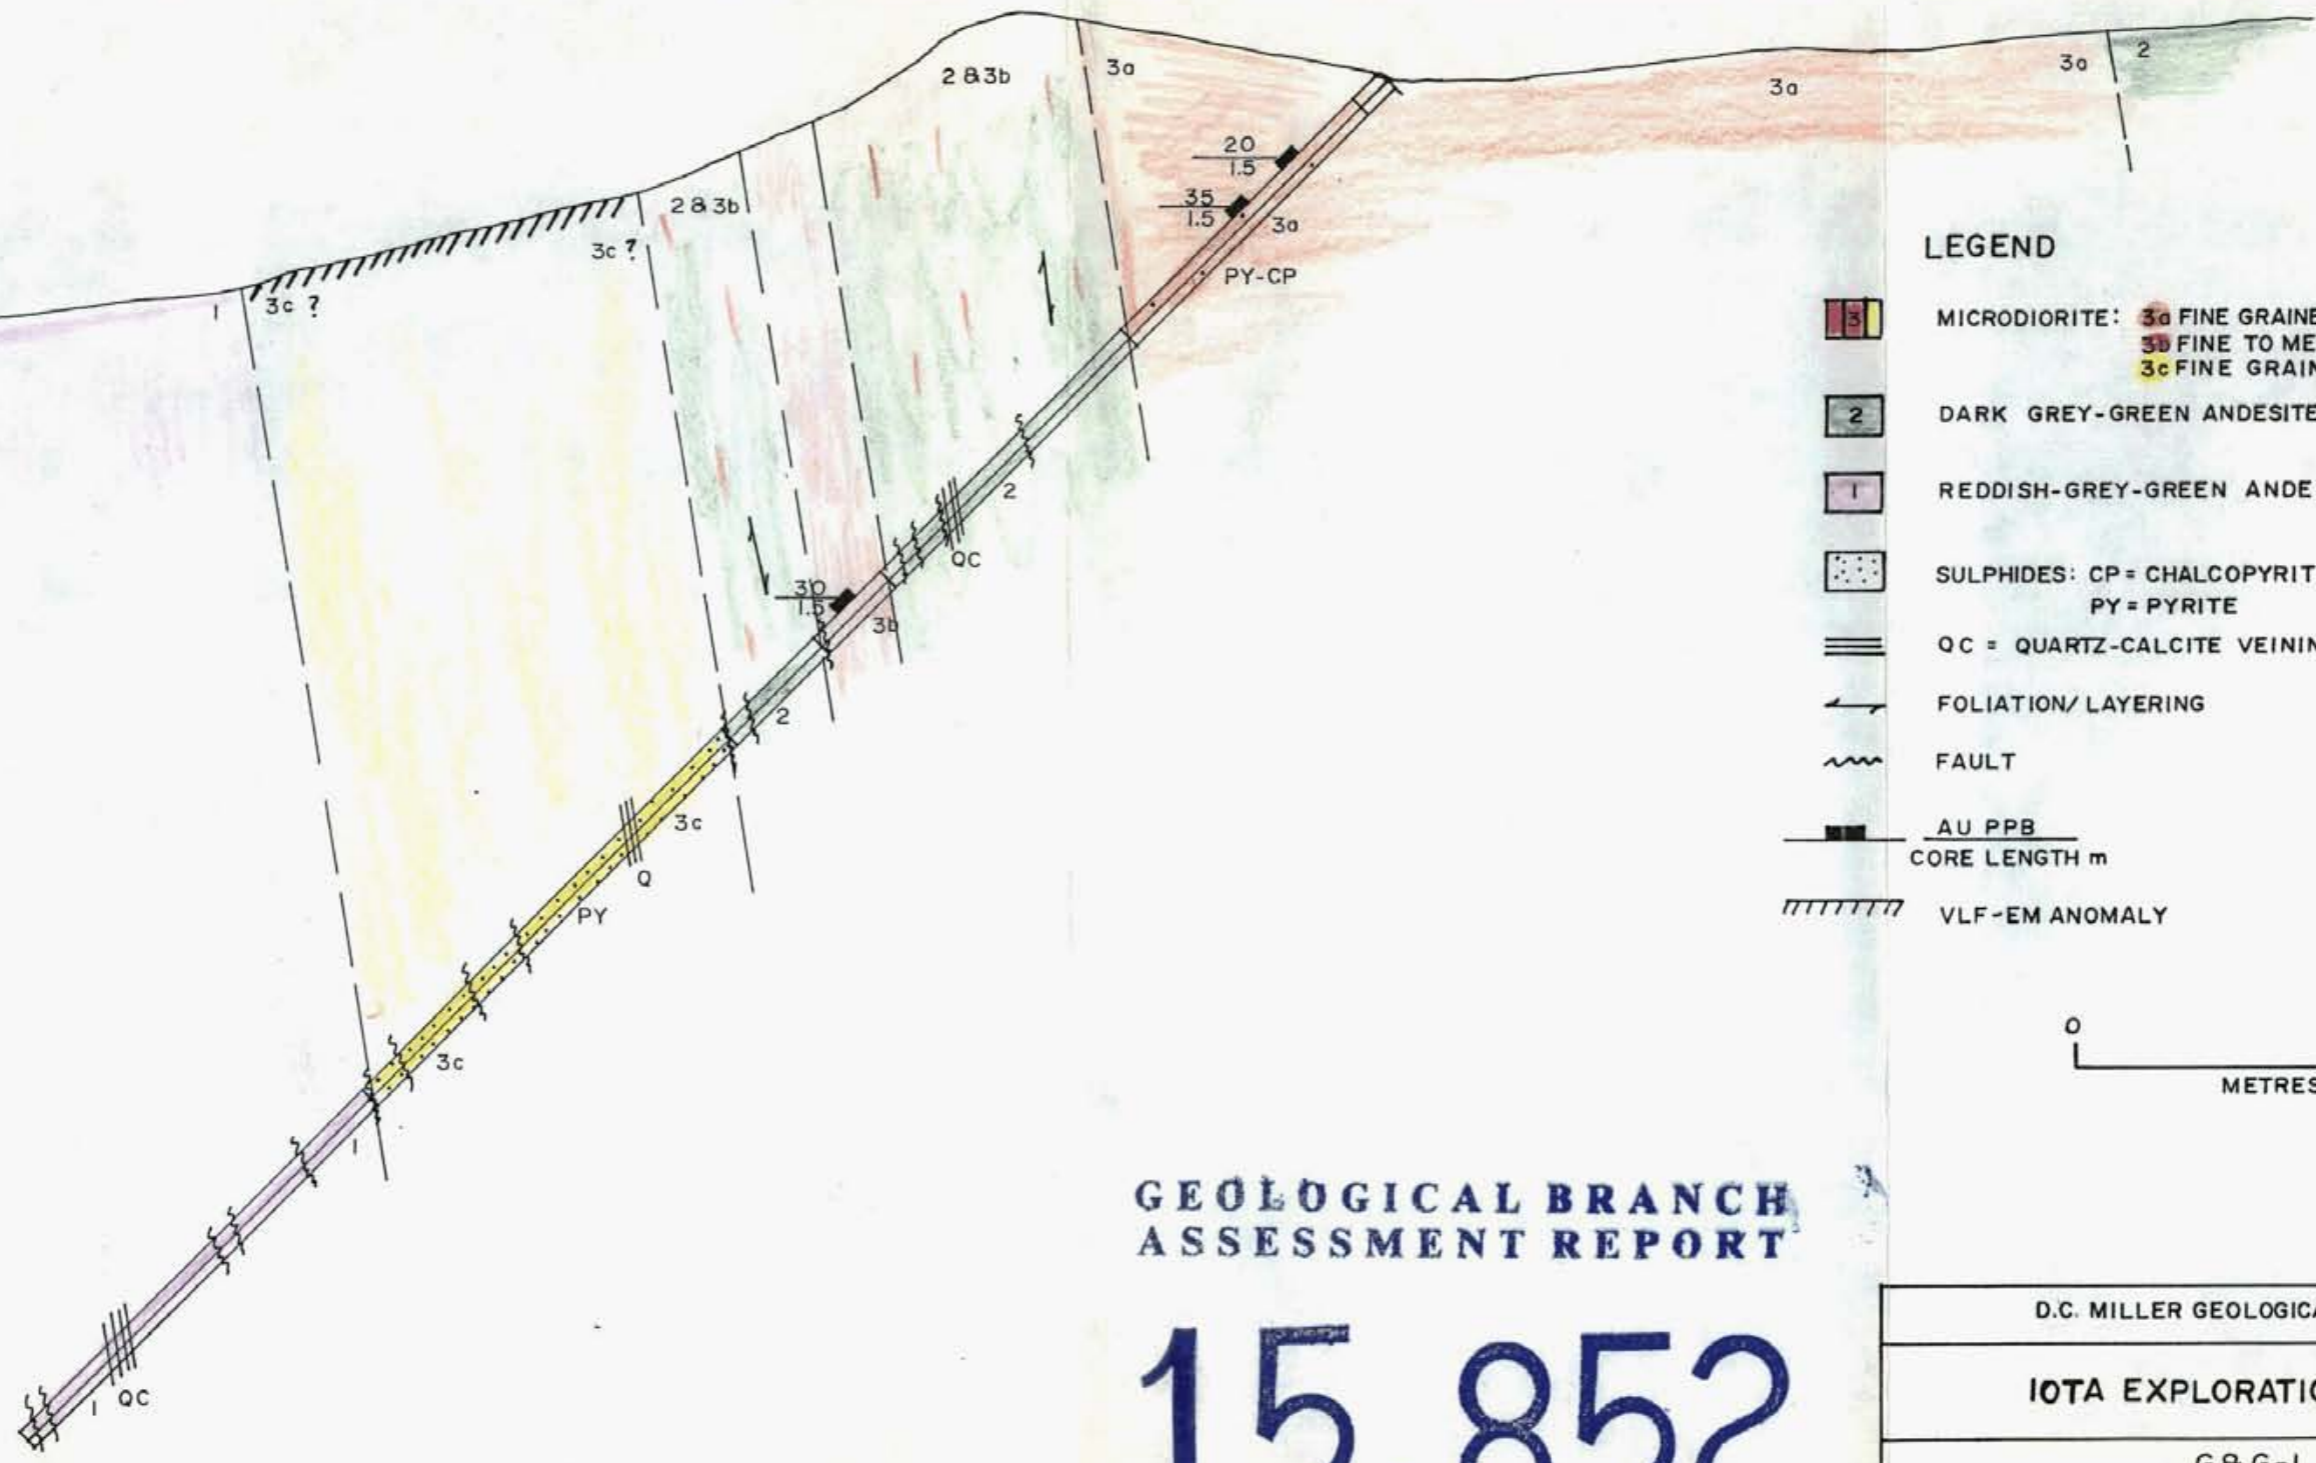 2 & 3b
3a
3a
3a
2
20
1.5
35
1.5
3a
PY-CP
2 & 3b
3c ?
1
3c ?
2
QC
30
1.5
3b
2
3c
Q
PY
3c
1
1
QC
LEGEND
3
MICRODIORITE: 3a FINE GRAINE
3b FINE TO ME
3c FINE GRAIN
2
DARK GREY-GREEN ANDESITE
1
REDDISH-GREY-GREEN ANDE
SULPHIDES: CP = CHALCOPYRIT
PY = PYRITE
QC = QUARTZ-CALCITE VEININ
FOLIATION/LAYERING
FAULT
AU PPB
CORE LENGTH m
VLF-EM ANOMALY
0
METRES
GEOLOGICAL BRANCH
ASSESSMENT REPORT
15 852
D.C. MILLER GEOLOGICA
IOTA EXPLORATIO